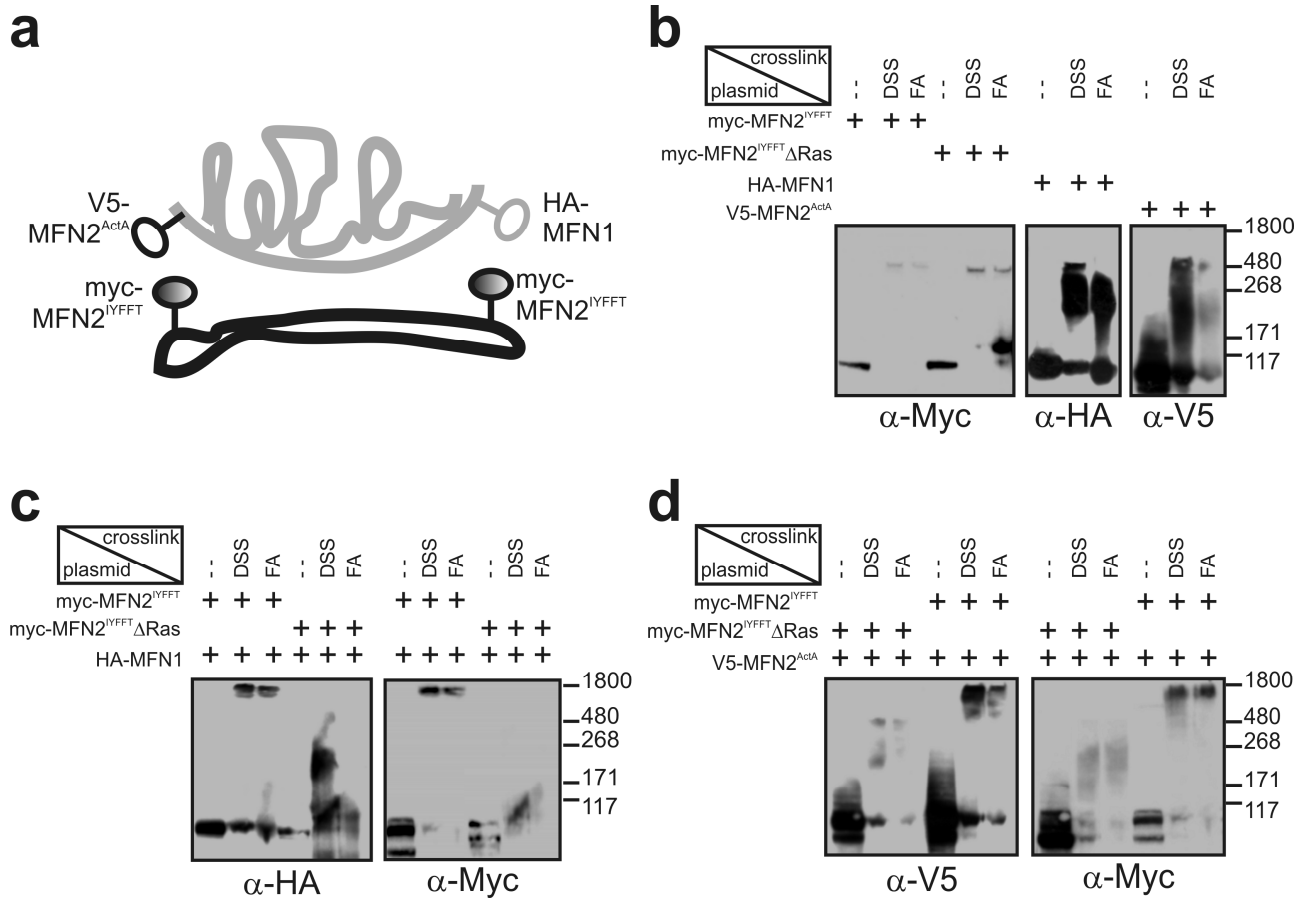 a
V5-
MFN2ActA
HA-
MFN1
myc-
MFN2IYFFT
myc-
MFN2IYFFT
b
crosslink
plasmid
-- DSS FA -- DSS FA -- DSS FA -- DSS FA
myc-MFN2IYFFT + + +
myc-MFN2IYFFTΔRas + + +
HA-MFN1 + + +
V5-MFN2ActA + + +
1800
480
268
171
117
α-Myc α-HA α-V5
c
crosslink
plasmid
-- DSS FA -- DSS FA -- DSS FA -- DSS FA
myc-MFN2IYFFT + + + + + +
myc-MFN2IYFFTΔRas + + + + + +
HA-MFN1 + + + + + + + + + + + +
1800
480
268
171
117
α-HA α-Myc
d
crosslink
plasmid
-- DSS FA -- DSS FA -- DSS FA -- DSS FA
myc-MFN2IYFFT + + + + + +
myc-MFN2IYFFTΔRas + + + + + +
V5-MFN2ActA + + + + + + + + + + + +
1800
480
268
171
117
α-V5 α-Myc